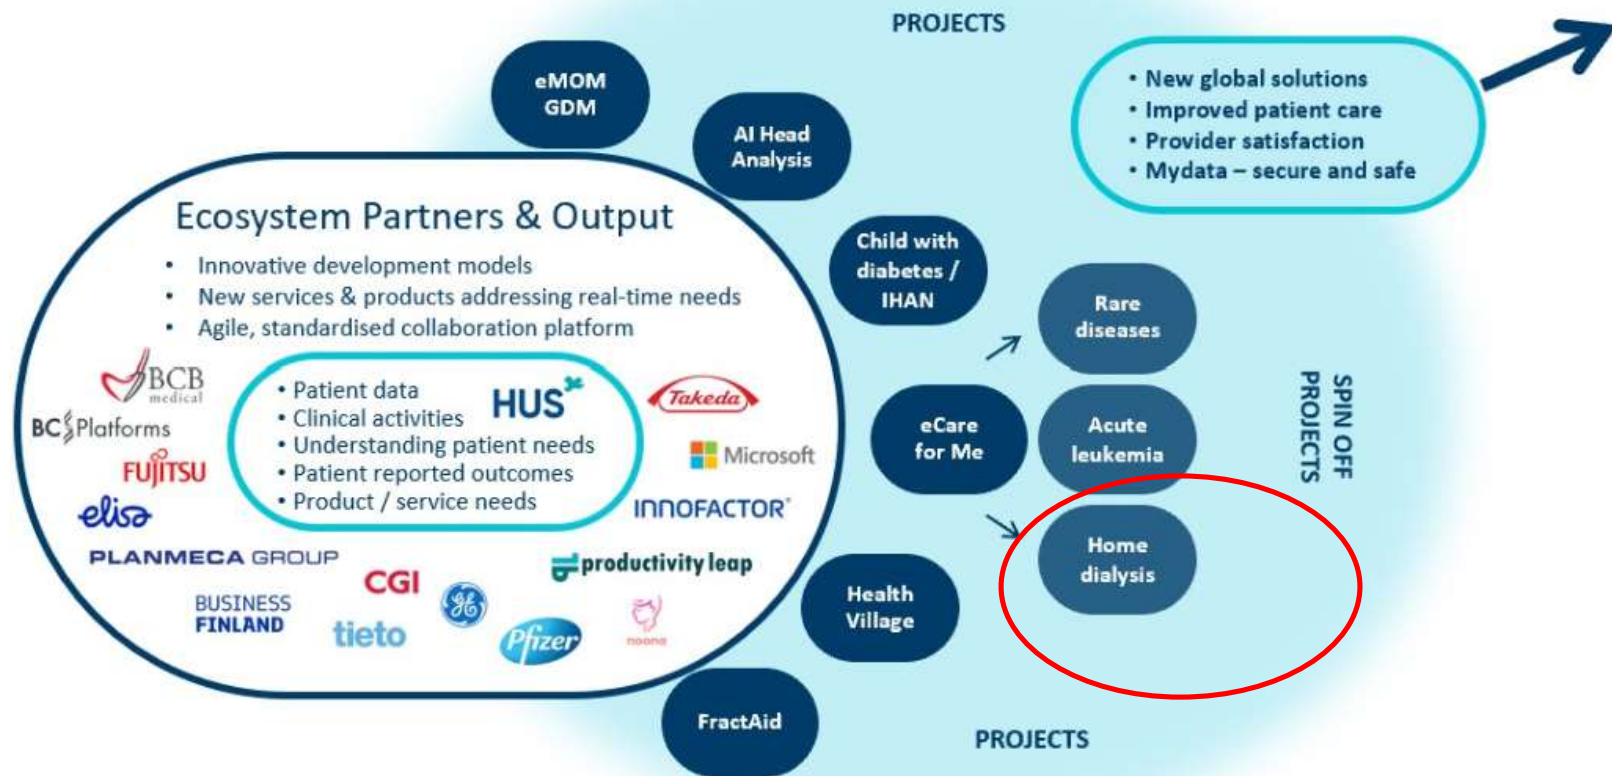 PROJECTS
eMOM
GDM
AI Head
Analysis
• New global solutions
• Improved patient care
• Provider satisfaction
• Mydata – secure and safe
Ecosystem Partners & Output
• Innovative development models
• New services & products addressing real-time needs
• Agile, standardised collaboration platform
Child with
diabetes /
IHAN
Rare
diseases
BCB
medical
BC Platforms
FUJITSU
elisa
• Patient data
• Clinical activities
• Understanding patient needs
• Patient reported outcomes
• Product / service needs
HUS
Takeda
Microsoft
INNOFACTOR®
eCare
for Me
Acute
leukemia
SPIN OFF
PROJECTS
Home
dialysis
PLANMECA GROUP
CGI
GE
productivity leap
BUSINESS
FINLAND
tieto
Pfizer
noona
Health
Village
FractAid
PROJECTS